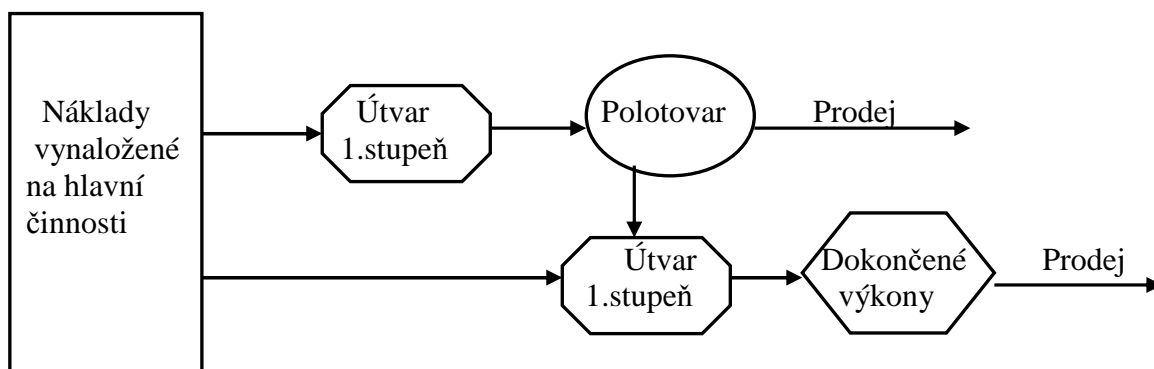 Náklady
vynaložené
na hlavní
činnosti
Útvar
1.stupeň
Polotovar
Prodej
Útvar
1.stupeň
Dokončené
výkony
Prodej